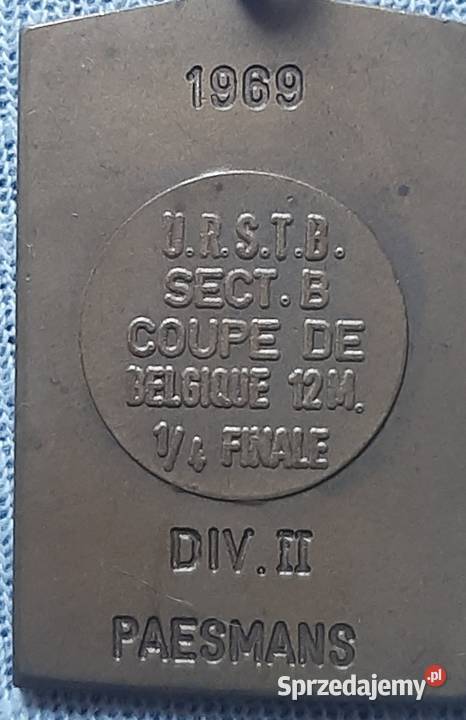 1969
U.R.S.T.B.
SECT. B
COUPE DE
BELGIQUE 12M.
1/4 FINALE
DIV. II
PAESMANS
Sprzedajemy.pl